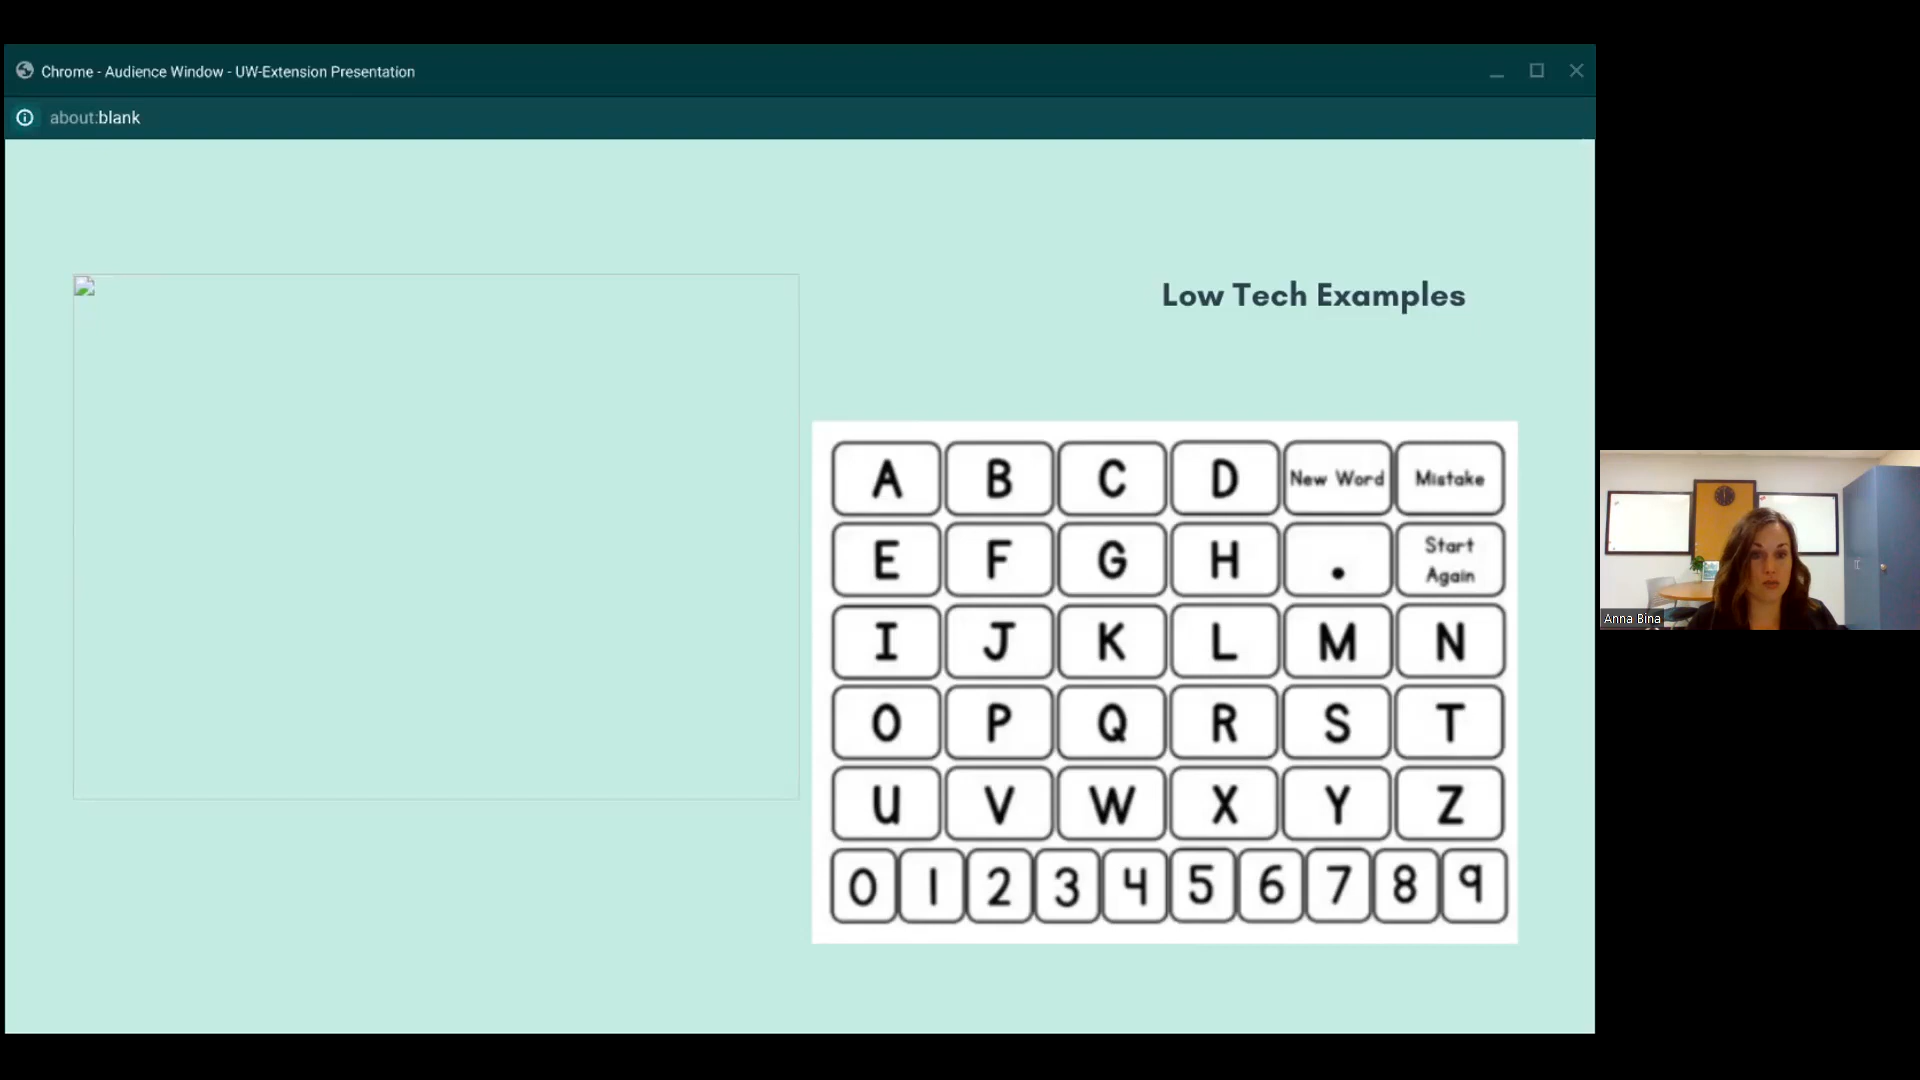 Chrome - Audience Window - UW-Extension Presentation
about:blank
Low Tech Examples
A B C D New Word Mistake
E F G H . Start Again
I J K L M N
O P Q R S T
U V W X Y Z
0 1 2 3 4 5 6 7 8 9
Anna Bina